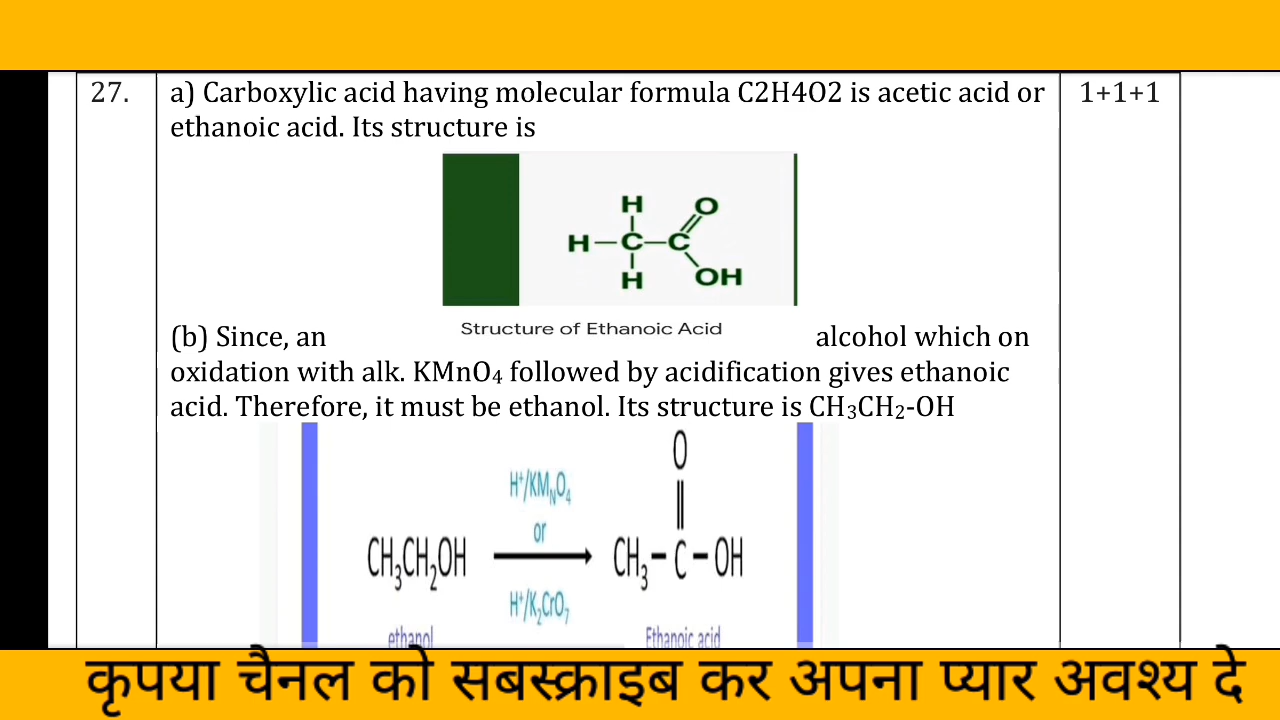 27. a) Carboxylic acid having molecular formula C2H4O2 is acetic acid or 1+1+1
ethanoic acid. Its structure is
H O
H–C–C
H OH
Structure of Ethanoic Acid
(b) Since, an alcohol which on
oxidation with alk. KMnO4 followed by acidification gives ethanoic
acid. Therefore, it must be ethanol. Its structure is CH3CH2-OH
O
H⁺/KMNO4
or
CH3CH2OH CH3–C–OH
H⁺/K2CrO7
ethanol Ethanoic acid
कृपया चैनल को सबस्क्राइब कर अपना प्यार अवश्य दे